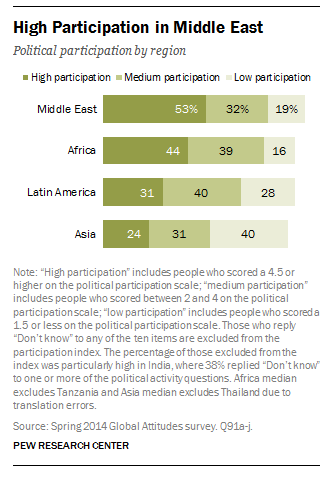 High Participation in Middle East
Political participation by region
High participation Medium participation Low participation
Middle East 53% 32% 19%
Africa 44 39 16
Latin America 31 40 28
Asia 24 31 40
Note: “High participation” includes people who scored a 4.5 or
higher on the political participation scale; “medium participation”
includes people who scored between 2 and 4 on the political
participation scale; “low participation” includes people who scored a
1.5 or less on the political participation scale. Those who reply
“Don’t know” to any of the ten items are excluded from the
participation index. The percentage of those excluded from the
index was particularly high in India, where 38% replied “Don’t know”
to one or more of the political activity questions. Africa median
excludes Tanzania and Asia median excludes Thailand due to
translation errors.
Source: Spring 2014 Global Attitudes survey. Q91a-j.
PEW RESEARCH CENTER